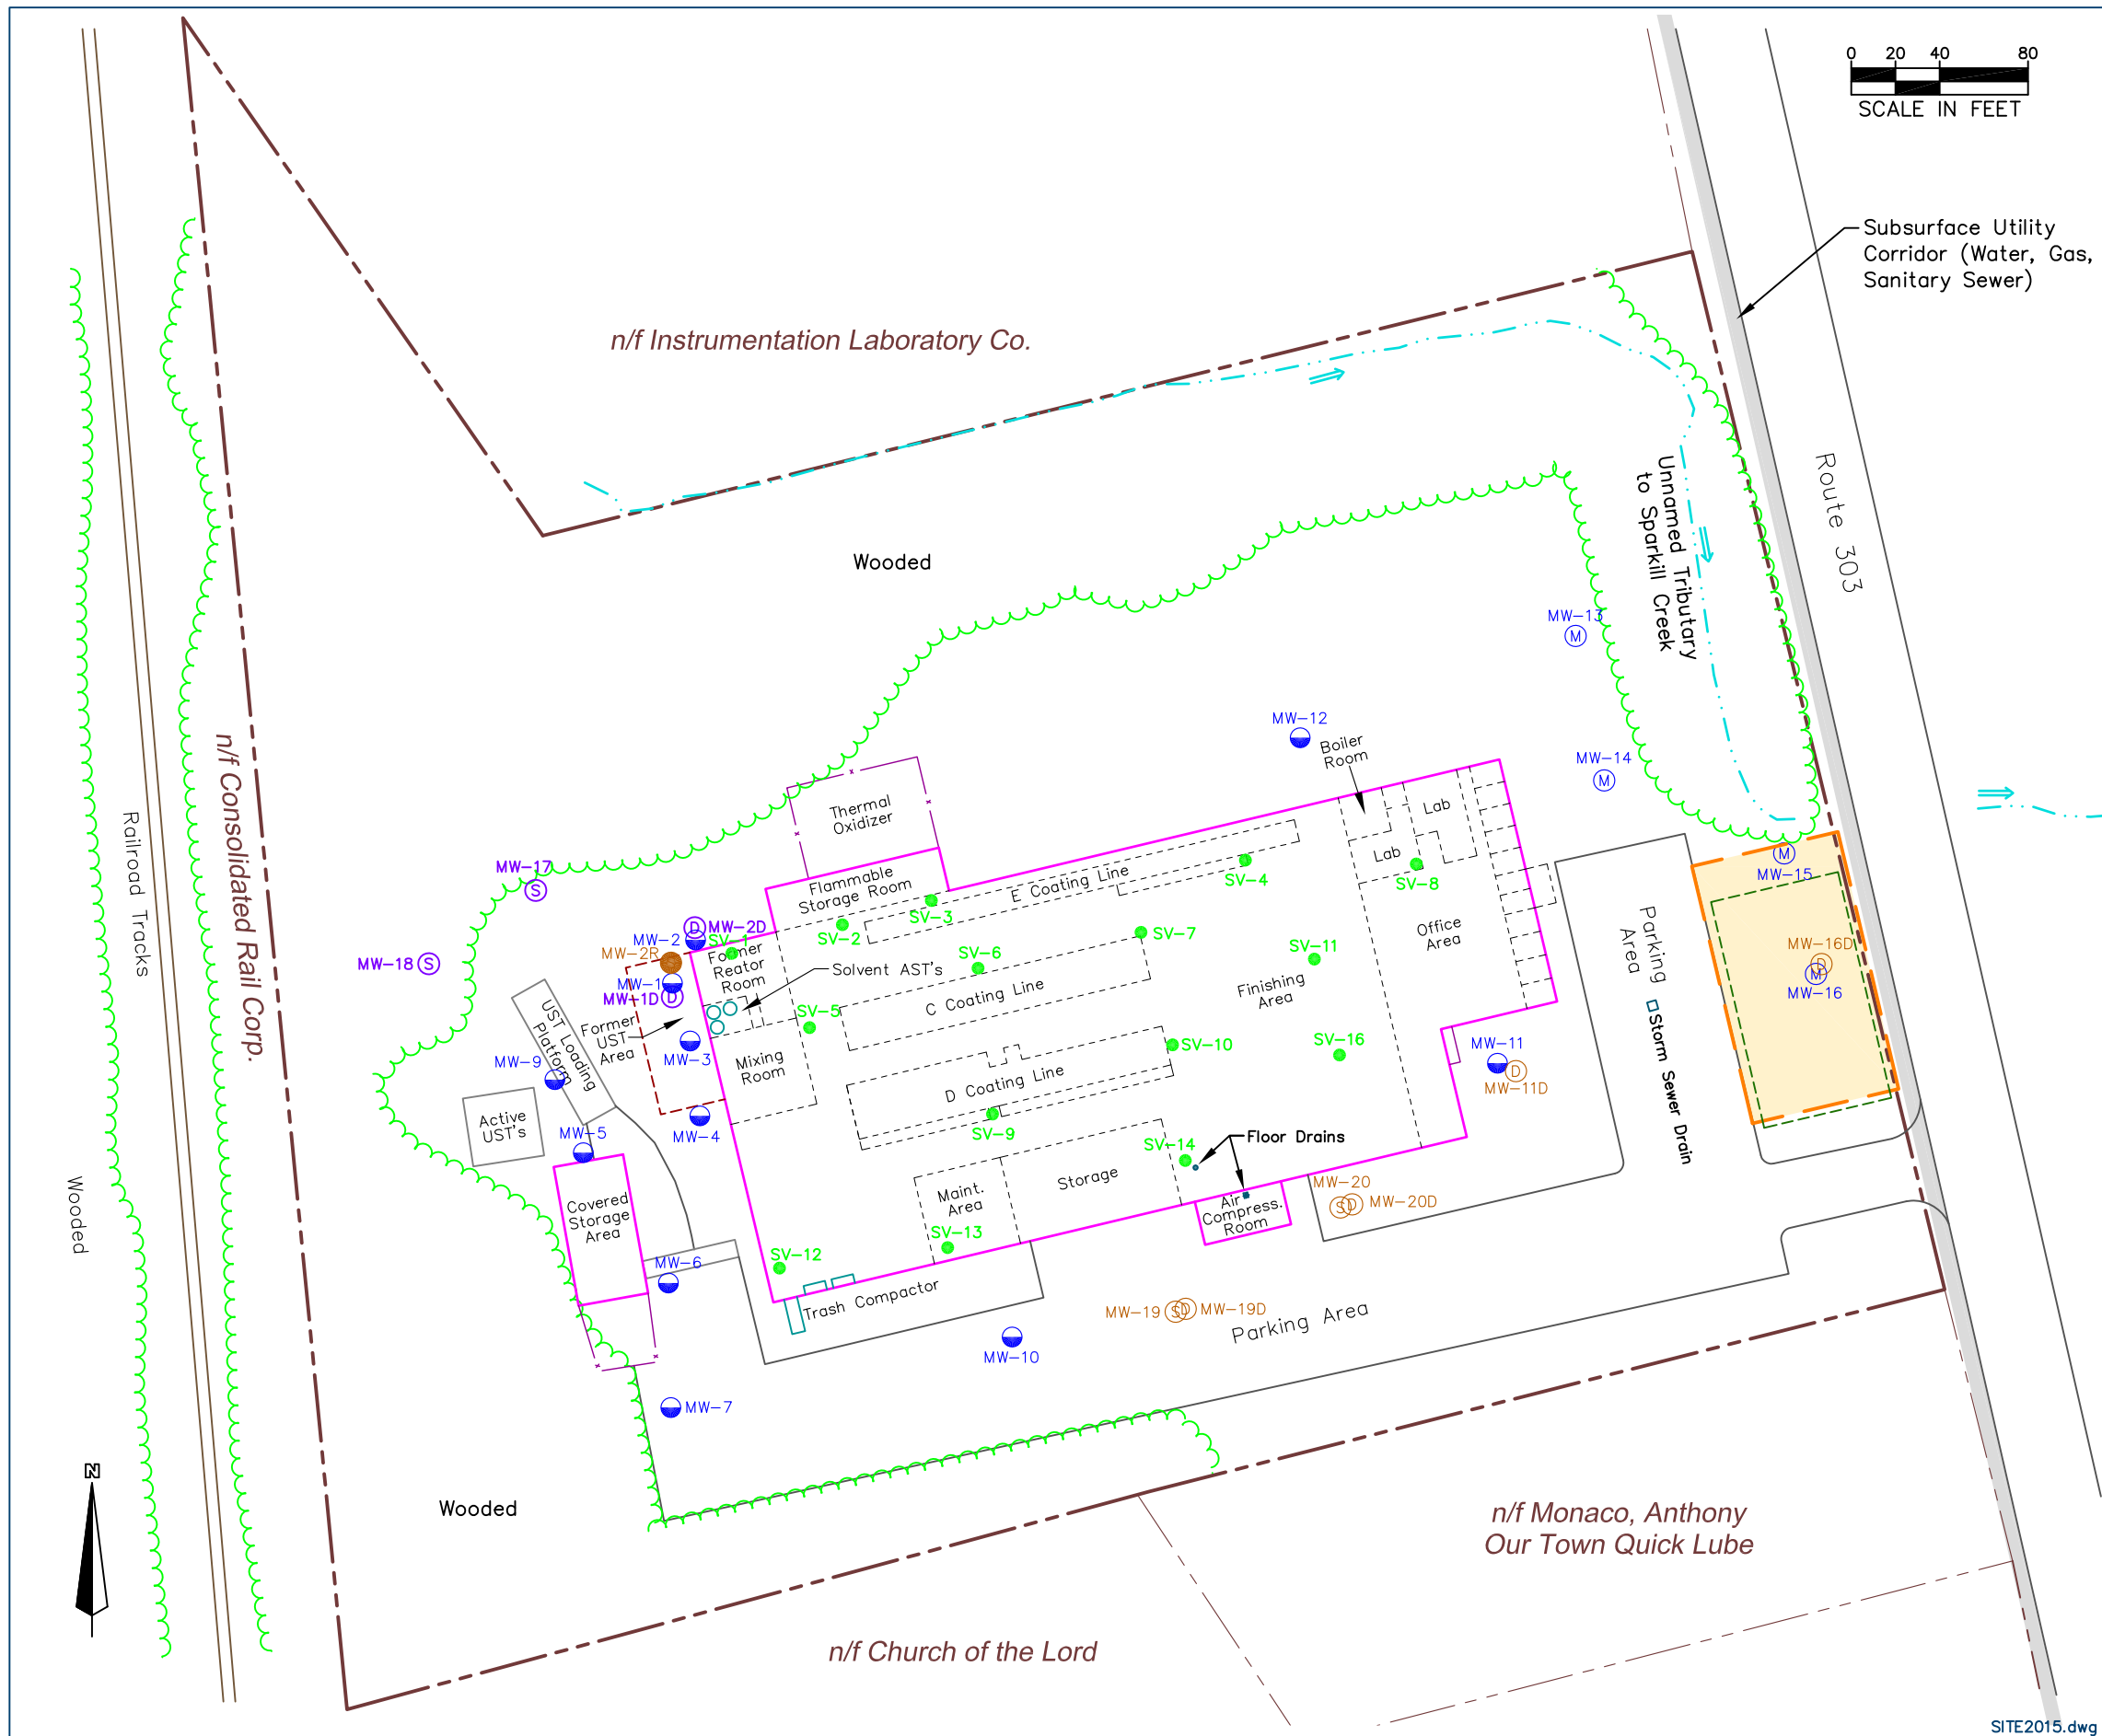 0 20 40 80
SCALE IN FEET
Subsurface Utility
Corridor (Water, Gas,
Sanitary Sewer)
n/f Instrumentation Laboratory Co.
Route 303
Unnamed Tributary
to Sparkill Creek
Wooded
MW-13
M
MW-12
Boiler
Room
MW-14
M
n/f Consolidated Rail Corp.
Railroad Tracks
Thermal
Oxidizer
Lab
Lab
MW-17
S
Flammable
Storage Room
E Coating Line
SV-4
SV-8
M
MW-15
SV-3
MW-18 S
D MW-2D
MW-2
SV-1
SV-2
MW-2R
Former
Reator
Room
Solvent AST's
SV-6
SV-7
SV-11
Office
Area
Parking
Area
MW-16D
D
M
MW-16
MW-1
MW-1D D
C Coating Line
Finishing
Area
SV-5
Former
UST
Area
UST Loading
Platform
MW-3
Mixing
Room
SV-10
SV-16
MW-11
D
MW-11D
Storm Sewer Drain
MW-9
D Coating Line
Active
UST's
MW-5
MW-4
SV-9
SV-14
Floor Drains
Wooded
Covered
Storage
Area
Maint.
Area
Storage
Air
Compress.
Room
MW-20
S D MW-20D
SV-13
SV-12
MW-6
Trash Compactor
MW-19 S D MW-19D
Parking Area
MW-10
MW-7
N
Wooded
n/f Monaco, Anthony
Our Town Quick Lube
n/f Church of the Lord
SITE2015.dwg